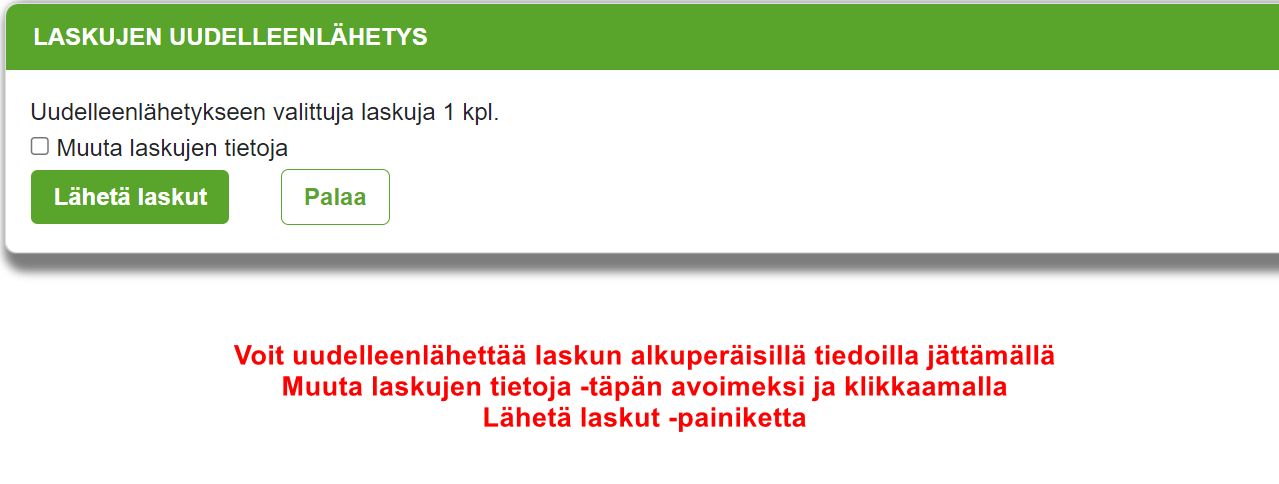 LASKUJEN UUDELLEENLÄHETYS
Uudelleenlähetykseen valittuja laskuja 1 kpl.
Muuta laskujen tietoja
Lähetä laskut
Palaa
Voit uudelleenlähettää laskun alkuperäisillä tiedoilla jättämällä
Muuta laskujen tietoja -täpän avoimeksi ja klikkaamalla
Lähetä laskut -painiketta